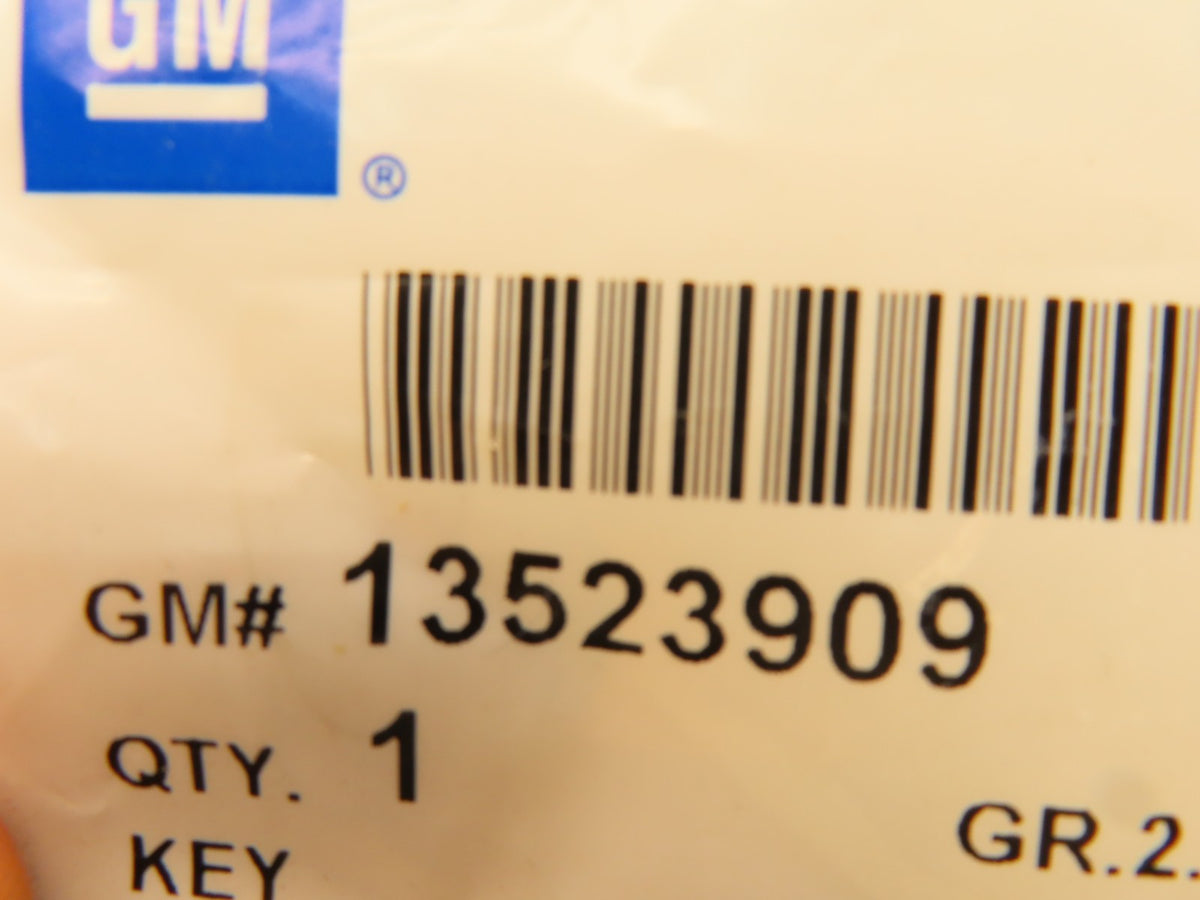 GM
®
GM# 13523909
QTY. 1
GR.2.
KEY